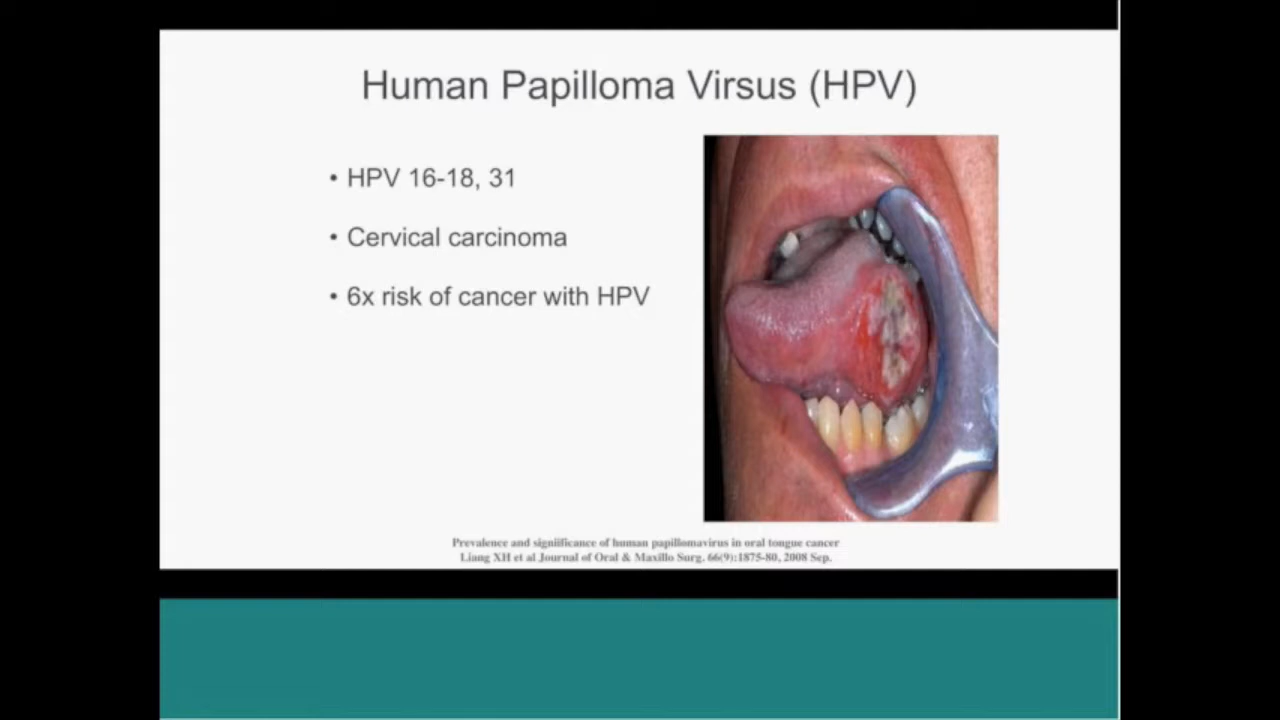 Human Papilloma Virsus (HPV)
• HPV 16-18, 31
• Cervical carcinoma
• 6x risk of cancer with HPV
Prevalence and signiificance of human papillomavirus in oral tongue cancer
Liang XH et al Journal of Oral & Maxillo Surg. 66(9):1875-80, 2008 Sep.